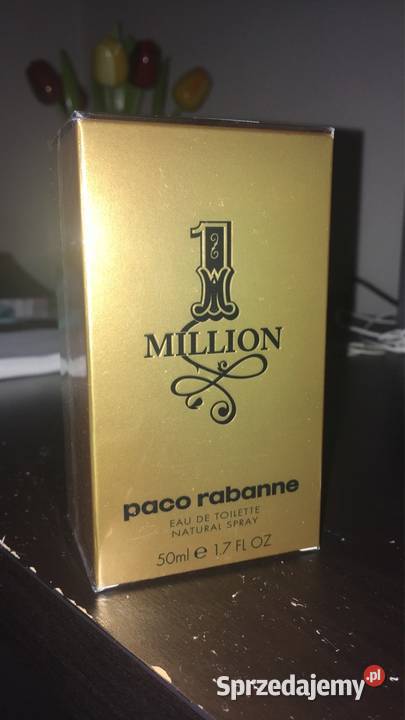 1
MILLION
paco rabanne
EAU DE TOILETTE
NATURAL SPRAY
50ml e 1.7 FL OZ
Sprzedajemy.pl